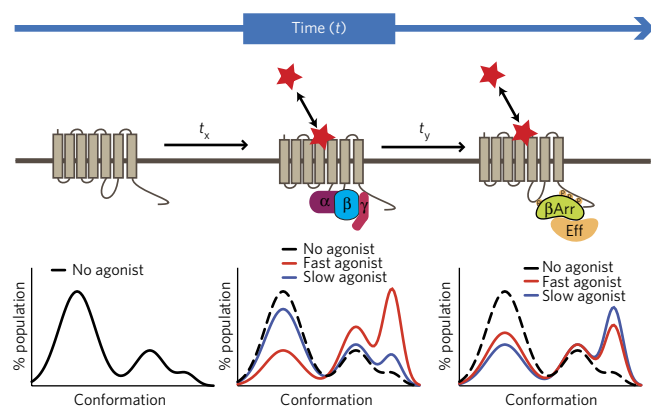 Time (t)
tx
ty
α
β
γ
βArr
Eff
No agonist
% population
Conformation
No agonist
Fast agonist
Slow agonist
% population
Conformation
No agonist
Fast agonist
Slow agonist
% population
Conformation